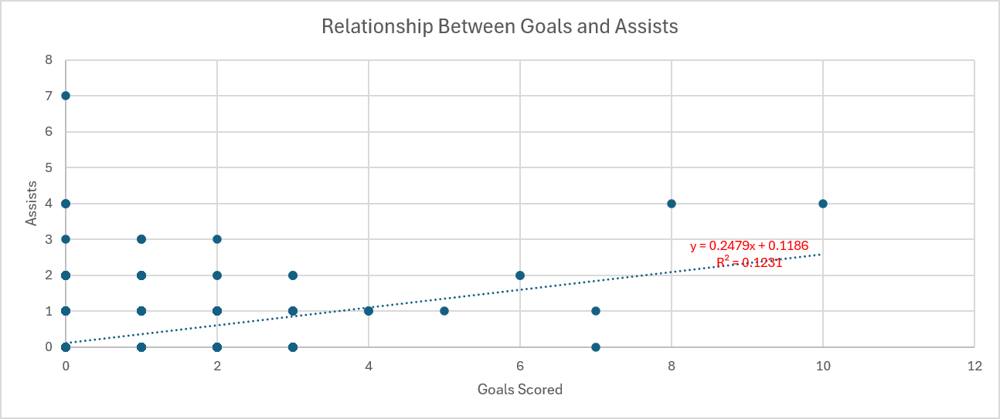 Relationship Between Goals and Assists
8
7
6
5
4
3
2
1
0
Assists
y = 0.2479x + 0.1186
R² = 0.1231
0 2 4 6 8 10 12
Goals Scored